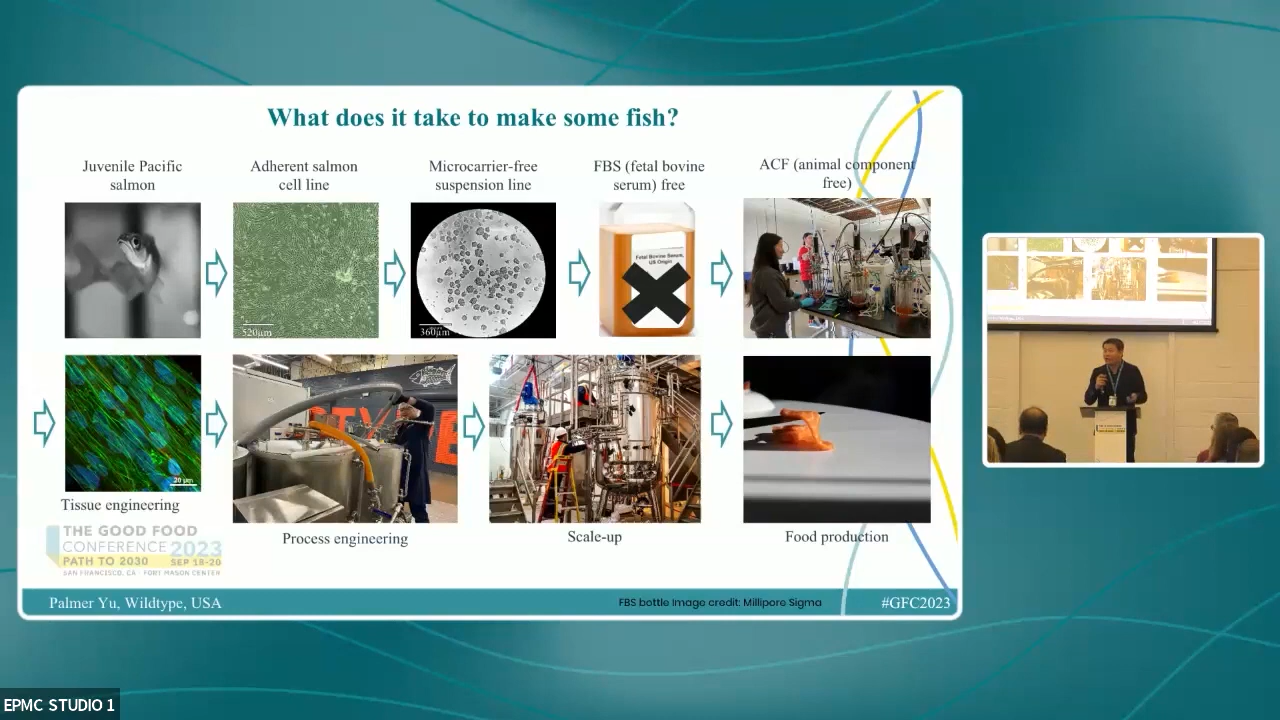 What does it take to make some fish?
Juvenile Pacific
salmon
Adherent salmon
cell line
Microcarrier-free
suspension line
FBS (fetal bovine
serum) free
ACF (animal component
free)
520µm
360µm
Fetal Bovine Serum,
US Origin
20 µm
Tissue engineering
Process engineering
Scale-up
Food production
THE GOOD FOOD
CONFERENCE 2023
PATH TO 2030 SEP 18-20
SAN FRANCISCO, CA · FORT MASON CENTER
Palmer Yu, Wildtype, USA
FBS bottle Image credit: Millipore Sigma
#GFC2023
EPMC STUDIO 1